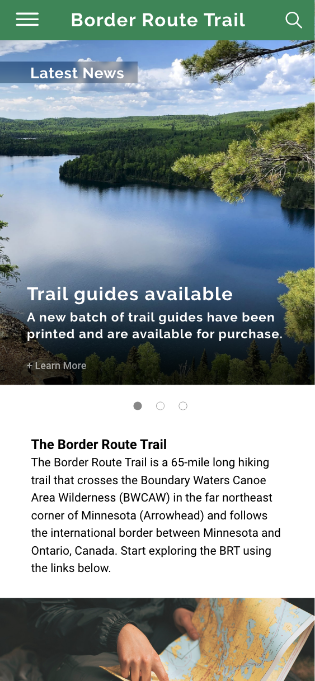 Border Route Trail
Latest News
Trail guides available
A new batch of trail guides have been
printed and are available for purchase.
+ Learn More
The Border Route Trail
The Border Route Trail is a 65-mile long hiking
trail that crosses the Boundary Waters Canoe
Area Wilderness (BWCAW) in the far northeast
corner of Minnesota (Arrowhead) and follows
the international border between Minnesota and
Ontario, Canada. Start exploring the BRT using
the links below.